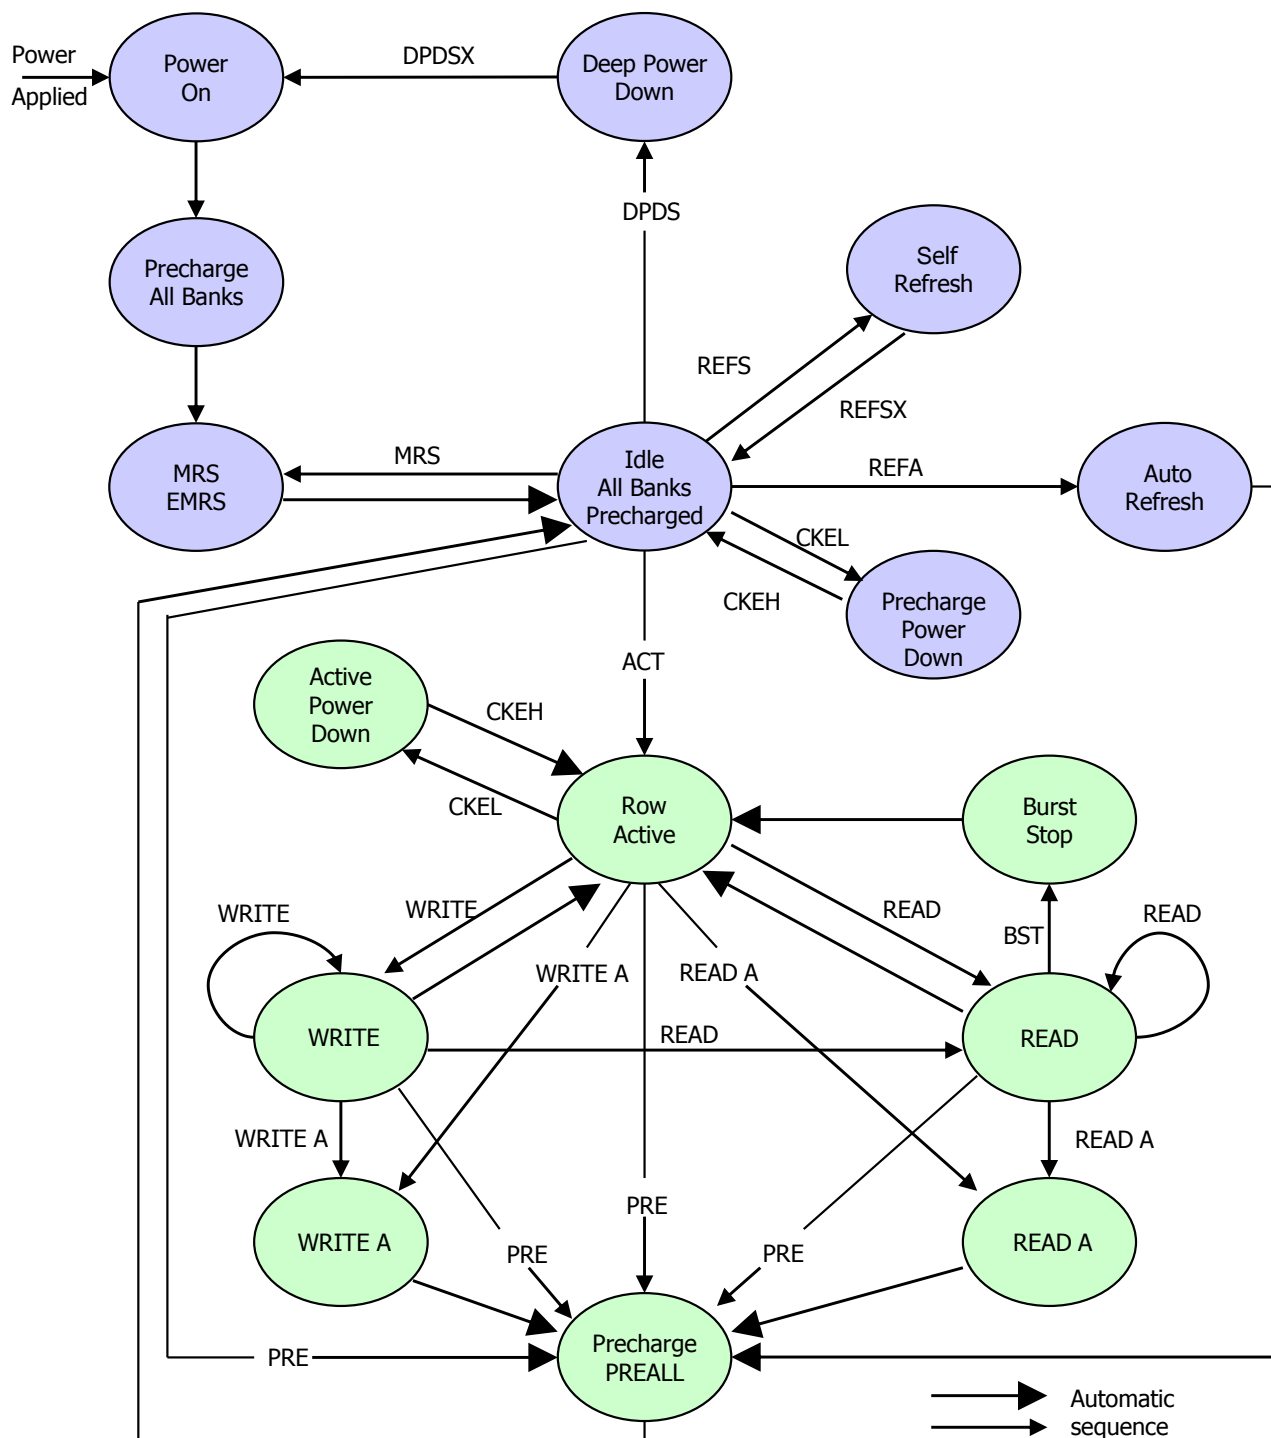 Power
Applied
Power
On
DPDSX
Deep Power
Down
DPDS
Precharge
All Banks
Self
Refresh
REFS
REFSX
MRS
EMRS
MRS
Idle
All Banks
Precharged
REFA
Auto
Refresh
CKEL
CKEH
Precharge
Power
Down
ACT
Active
Power
Down
CKEH
CKEL
Row
Active
Burst
Stop
WRITE
WRITE
READ
BST
READ
WRITE A
READ A
WRITE
READ
READ
WRITE A
READ A
WRITE A
PRE
PRE
PRE
READ A
PRE
Precharge
PREALL
Automatic
sequence